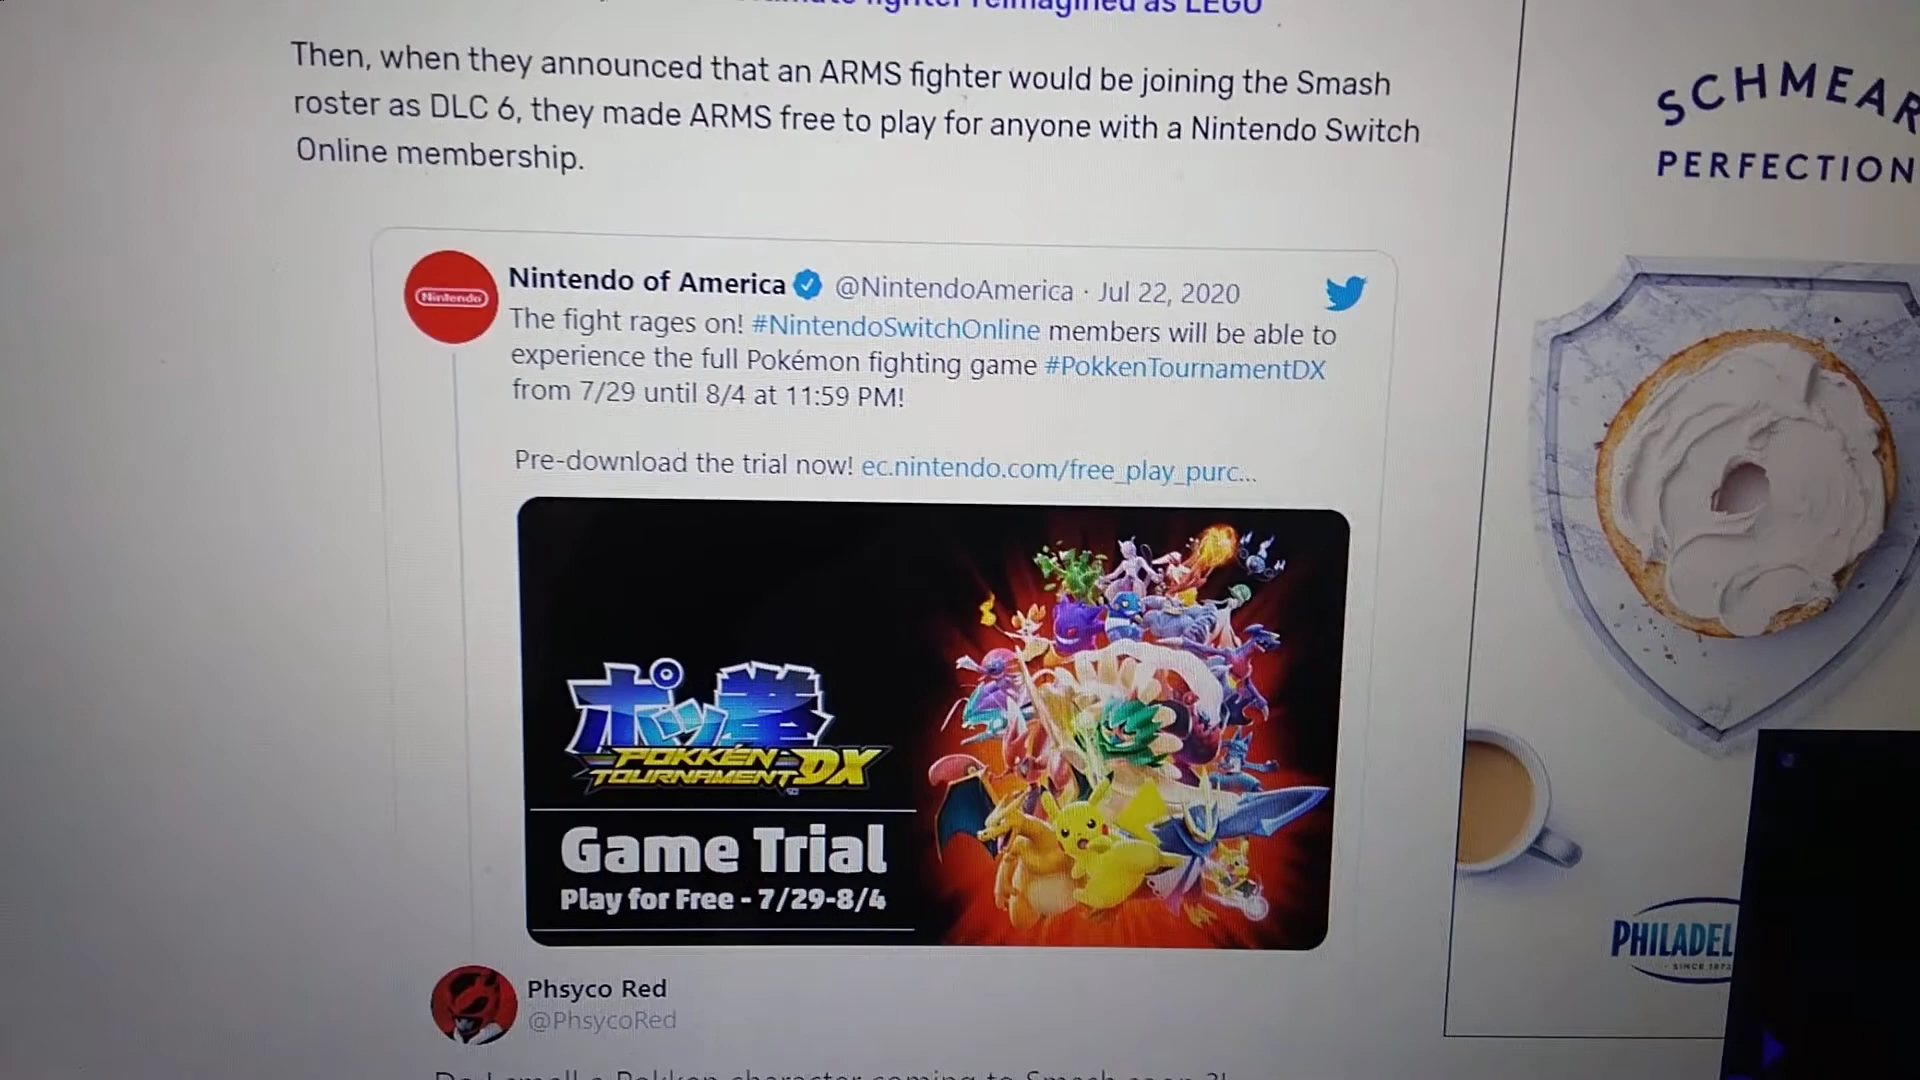 reimagined as LEGO
Then, when they announced that an ARMS fighter would be joining the Smash
roster as DLC 6, they made ARMS free to play for anyone with a Nintendo Switch
Online membership.
Nintendo
Nintendo of America @NintendoAmerica · Jul 22, 2020
The fight rages on! #NintendoSwitchOnline members will be able to
experience the full Pokémon fighting game #PokkenTournamentDX
from 7/29 until 8/4 at 11:59 PM!
Pre-download the trial now! ec.nintendo.com/free_play_purc...
ポッ拳
POKKÉN
TOURNAMENT DX
Game Trial
Play for Free - 7/29-8/4
Phsyco Red
@PhsycoRed
SCHMEAR
PERFECTION
PHILADEL
SINCE 1872